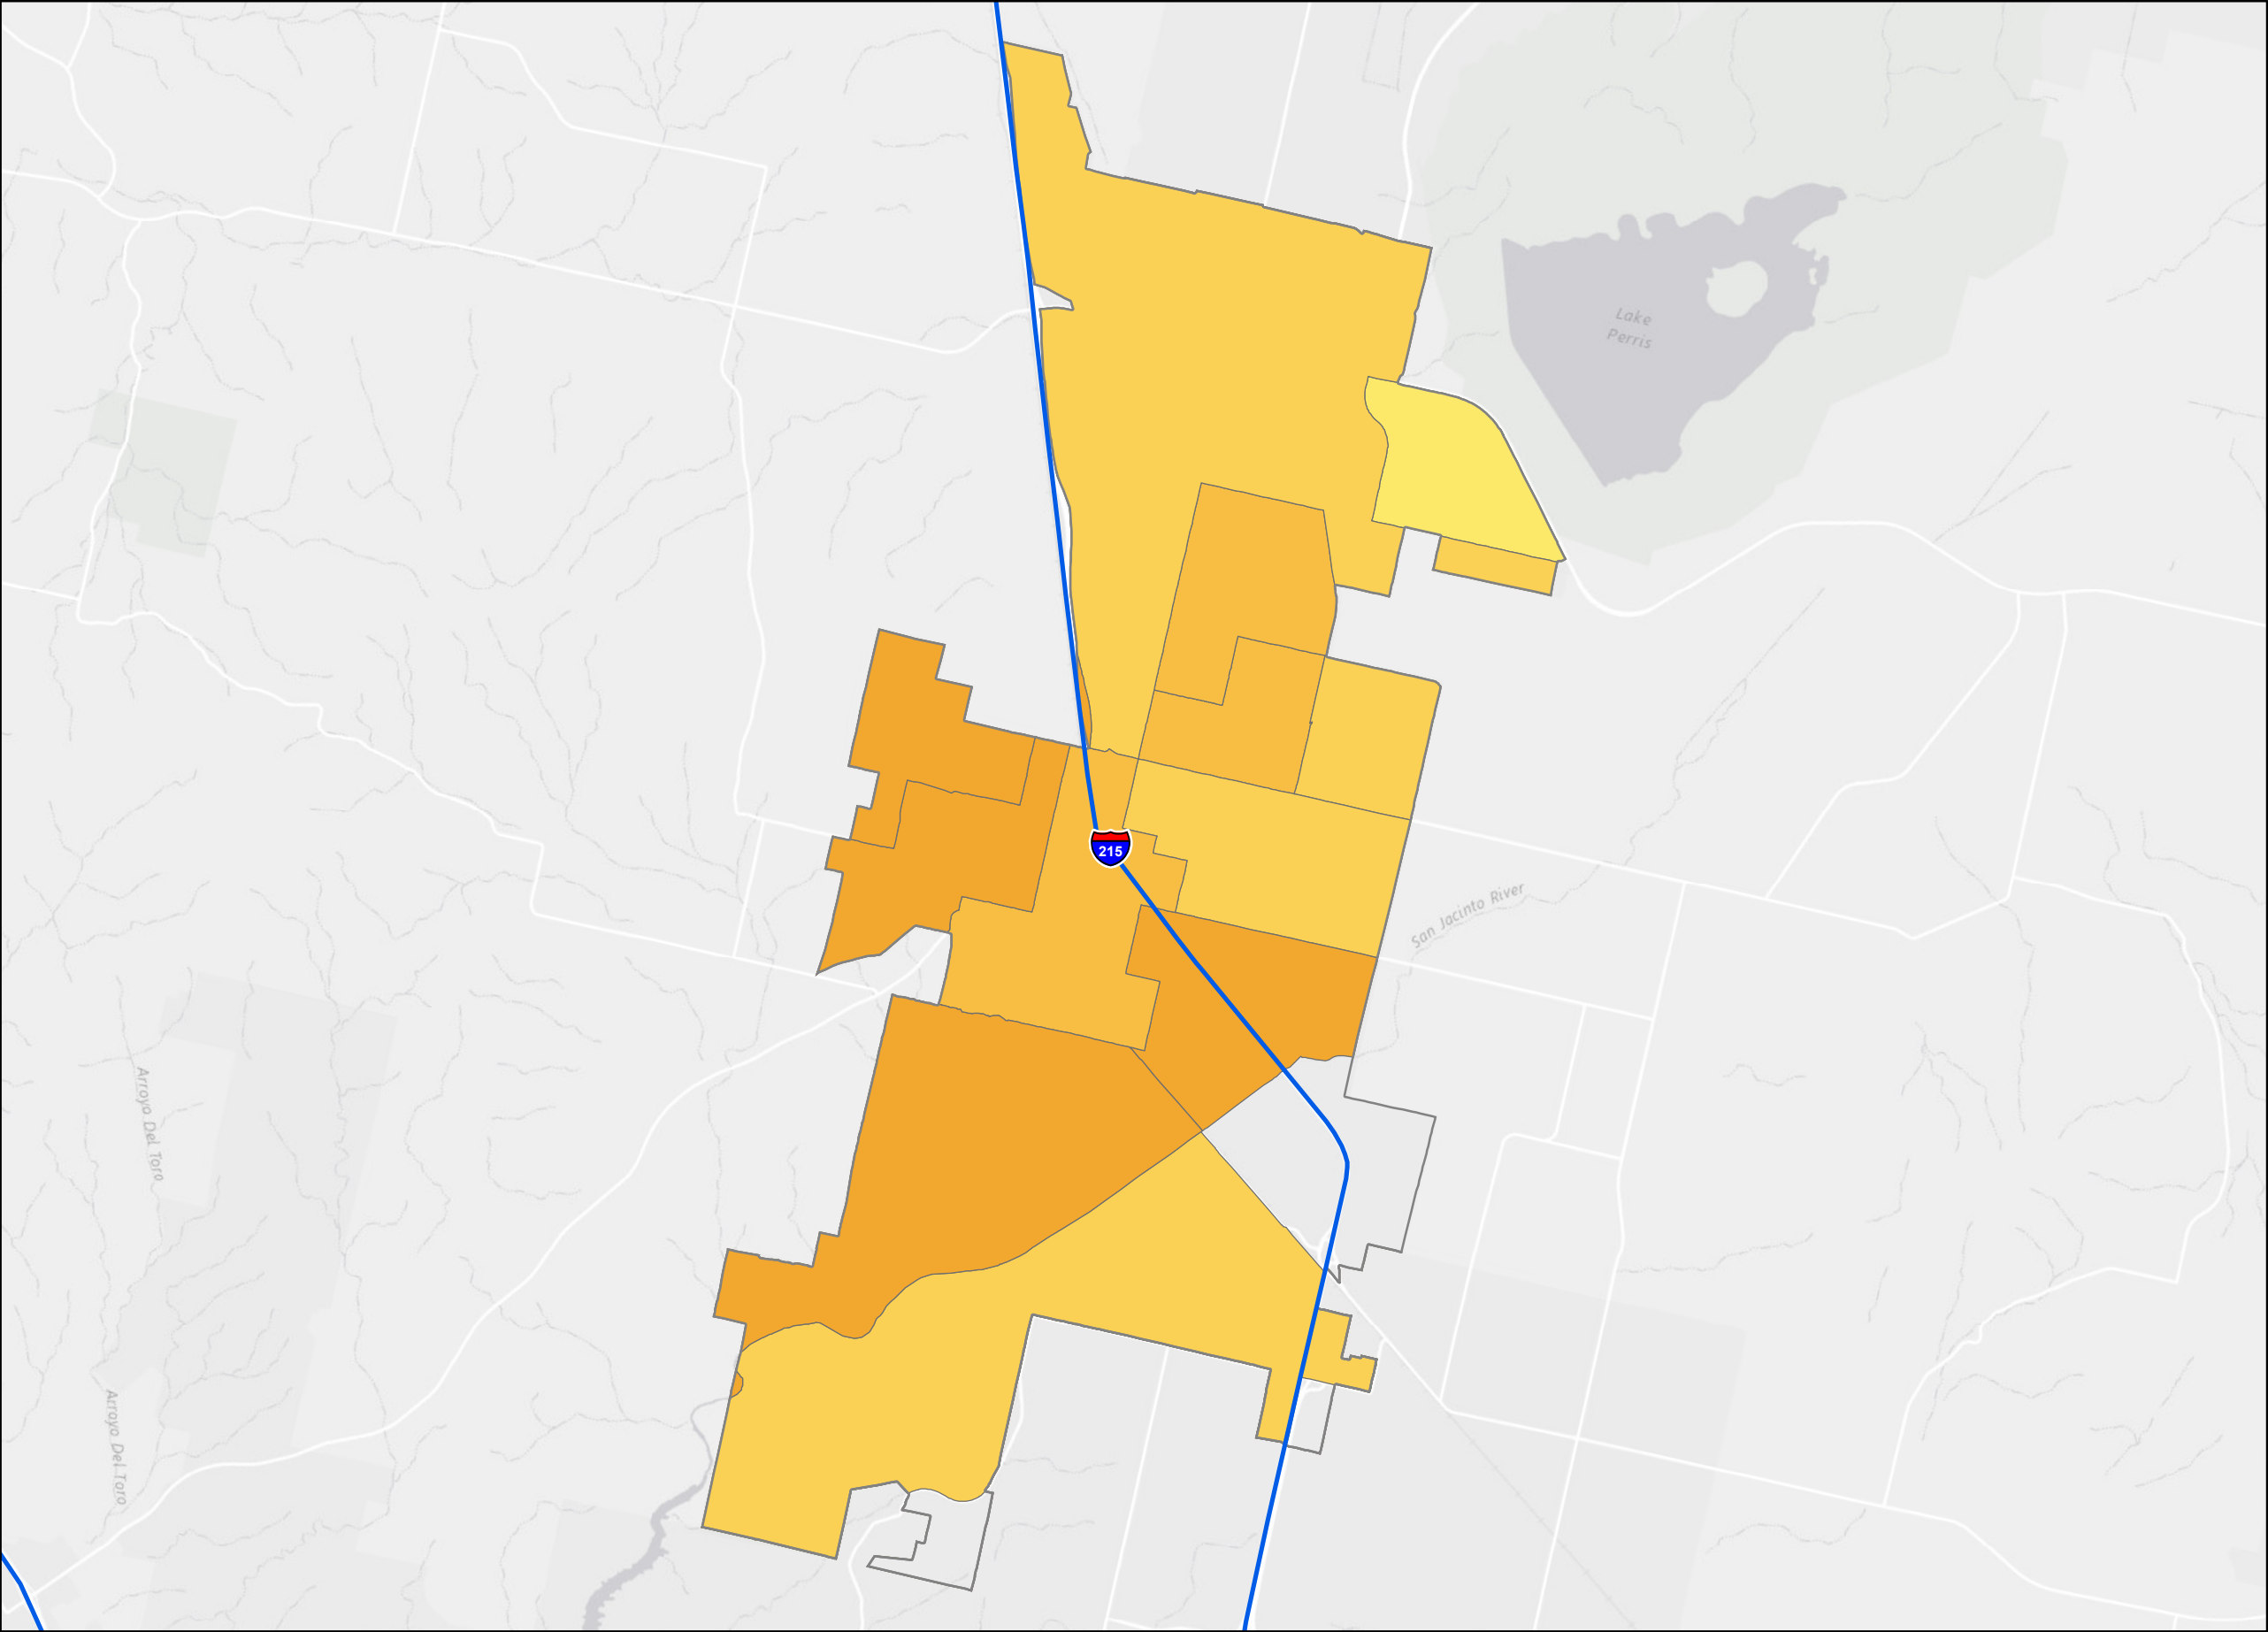 Lake
Perris
215
San Jacinto River
Arroyo Del Toro
Arroyo Del Toro